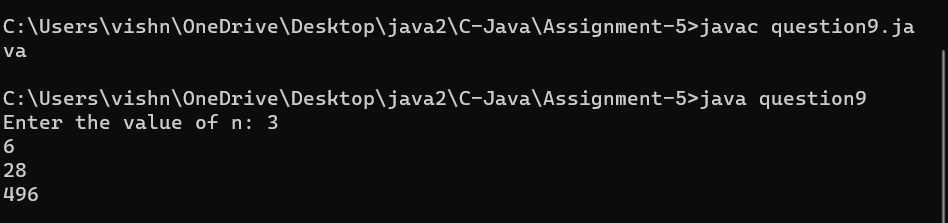 C:\Users\vishn\OneDrive\Desktop\java2\C-Java\Assignment-5>javac question9.ja
va
C:\Users\vishn\OneDrive\Desktop\java2\C-Java\Assignment-5>java question9
Enter the value of n: 3
6
28
496